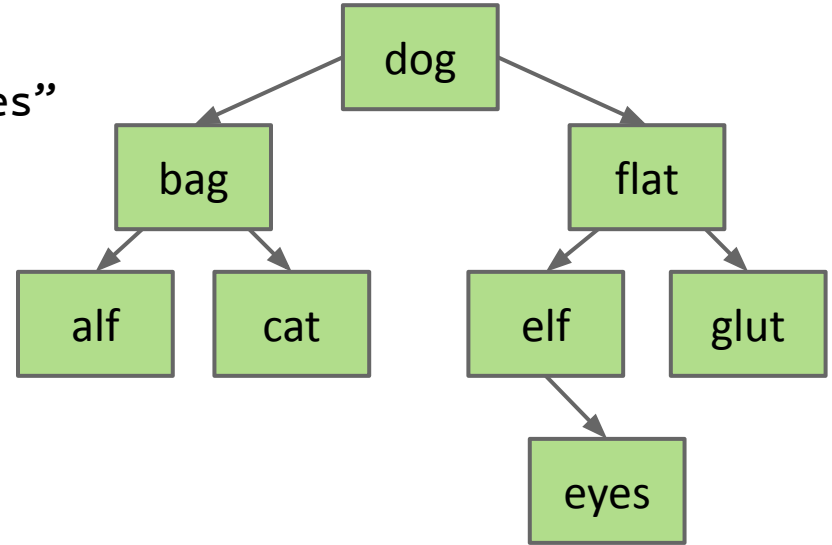 dog
es”
bag
flat
alf
cat
elf
glut
eyes